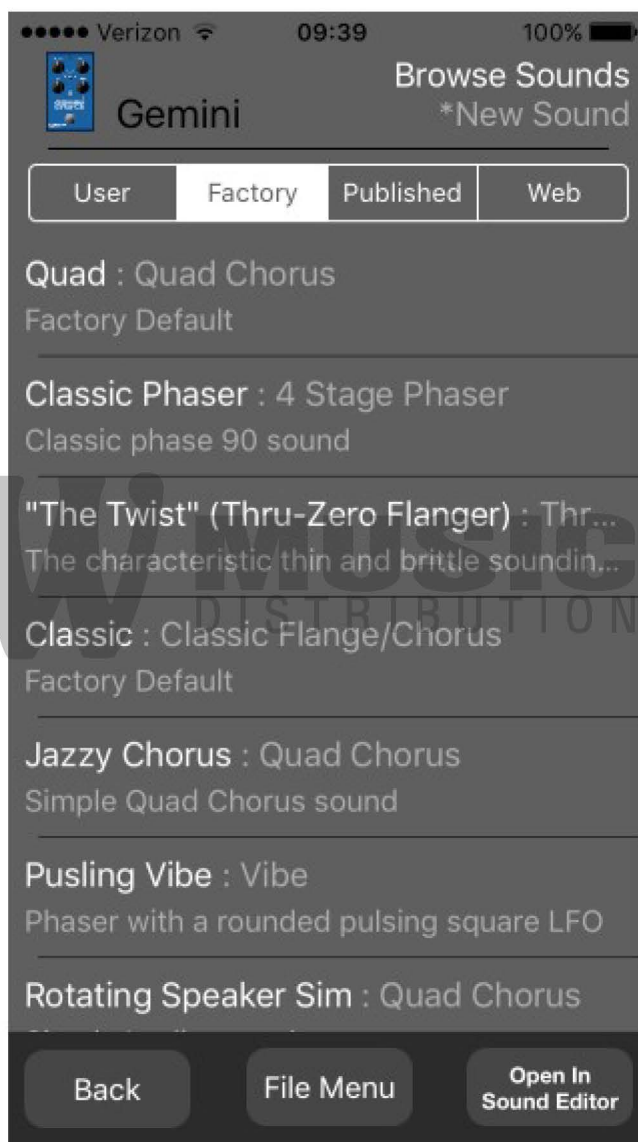 Verizon 09:39 100%
Gemini
Browse Sounds
*New Sound
User Factory Published Web
Quad : Quad Chorus
Factory Default
Classic Phaser : 4 Stage Phaser
Classic phase 90 sound
"The Twist" (Thru-Zero Flanger) : Thr...
The characteristic thin and brittle soundin...
W MUSIC
DISTRIBUTION
Classic : Classic Flange/Chorus
Factory Default
Jazzy Chorus : Quad Chorus
Simple Quad Chorus sound
Pusling Vibe : Vibe
Phaser with a rounded pulsing square LFO
Rotating Speaker Sim : Quad Chorus
Back File Menu Open In
Sound Editor